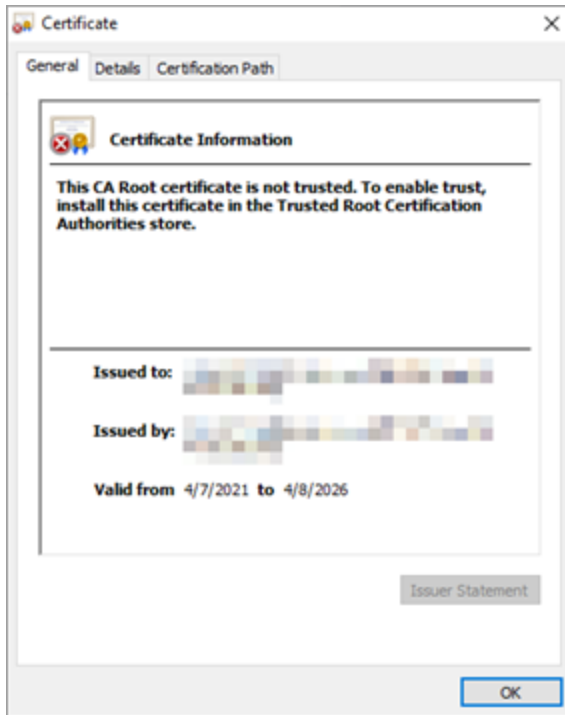 Certificate
General Details Certification Path
Certificate Information
This CA Root certificate is not trusted. To enable trust,
install this certificate in the Trusted Root Certification
Authorities store.
Issued to:
Issued by:
Valid from 4/7/2021 to 4/8/2026
Issuer Statement
OK